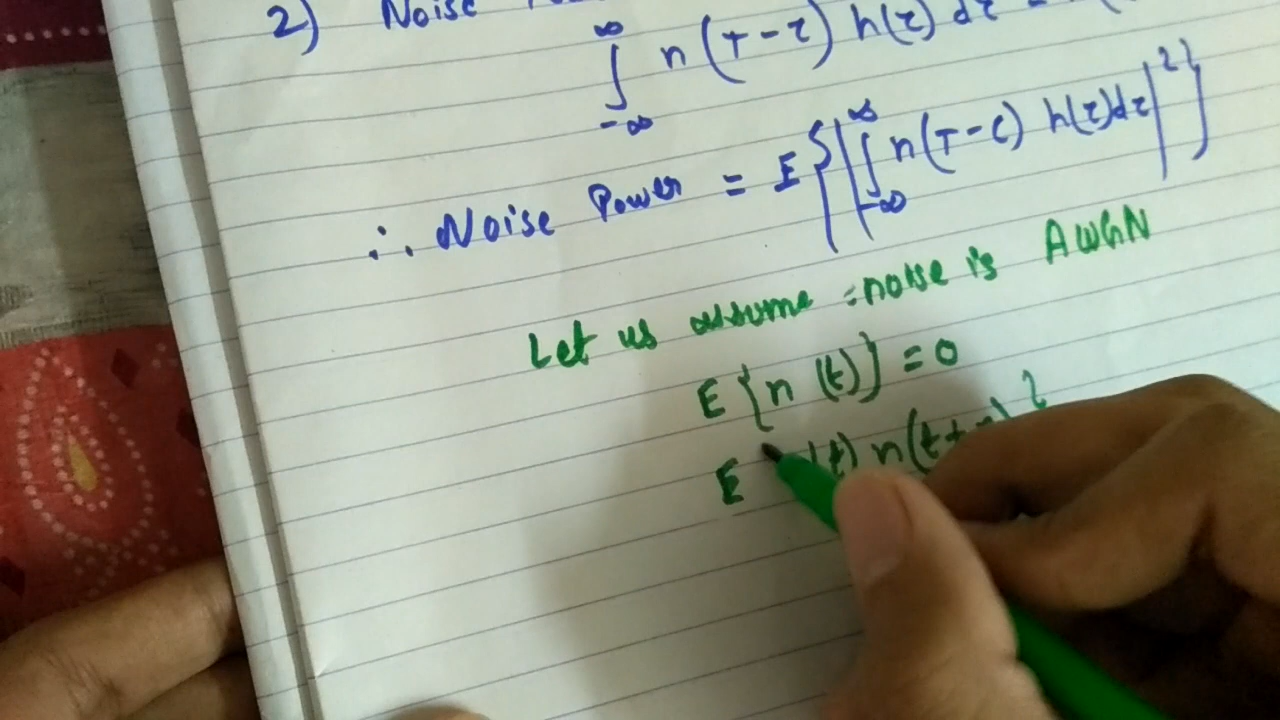 2) Noise
∫_{-∞}^{∞} n(T-τ) h(τ) dτ =
∴ Noise Power = E{|∫_{-∞}^{∞} n(T-τ) h(τ)dτ|²}
Let us assume :noise is AWGN
E{n(t)} = 0
E (t) n(t+